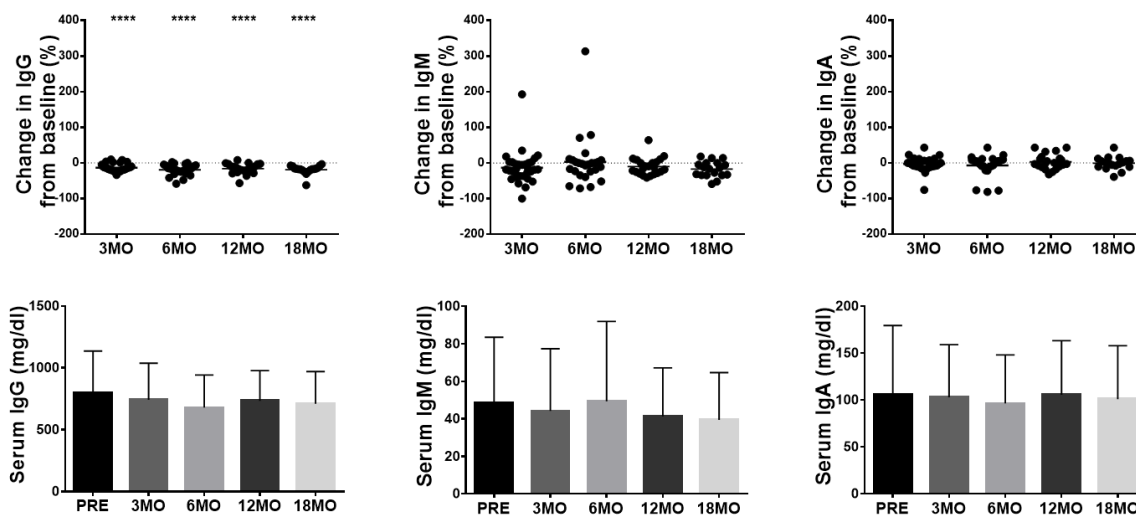 Change in IgG
from baseline (%)
400
300
200
100
0
-100
-200
**** **** **** ****
3MO 6MO 12MO 18MO
Change in IgM
from baseline (%)
400
300
200
100
0
-100
-200
3MO 6MO 12MO 18MO
Change in IgA
from baseline (%)
400
300
200
100
0
-100
-200
3MO 6MO 12MO 18MO
Serum IgG (mg/dl)
1500
1000
500
0
PRE 3MO 6MO 12MO 18MO
Serum IgM (mg/dl)
100
80
60
40
20
0
PRE 3MO 6MO 12MO 18MO
Serum IgA (mg/dl)
200
150
100
50
0
PRE 3MO 6MO 12MO 18MO